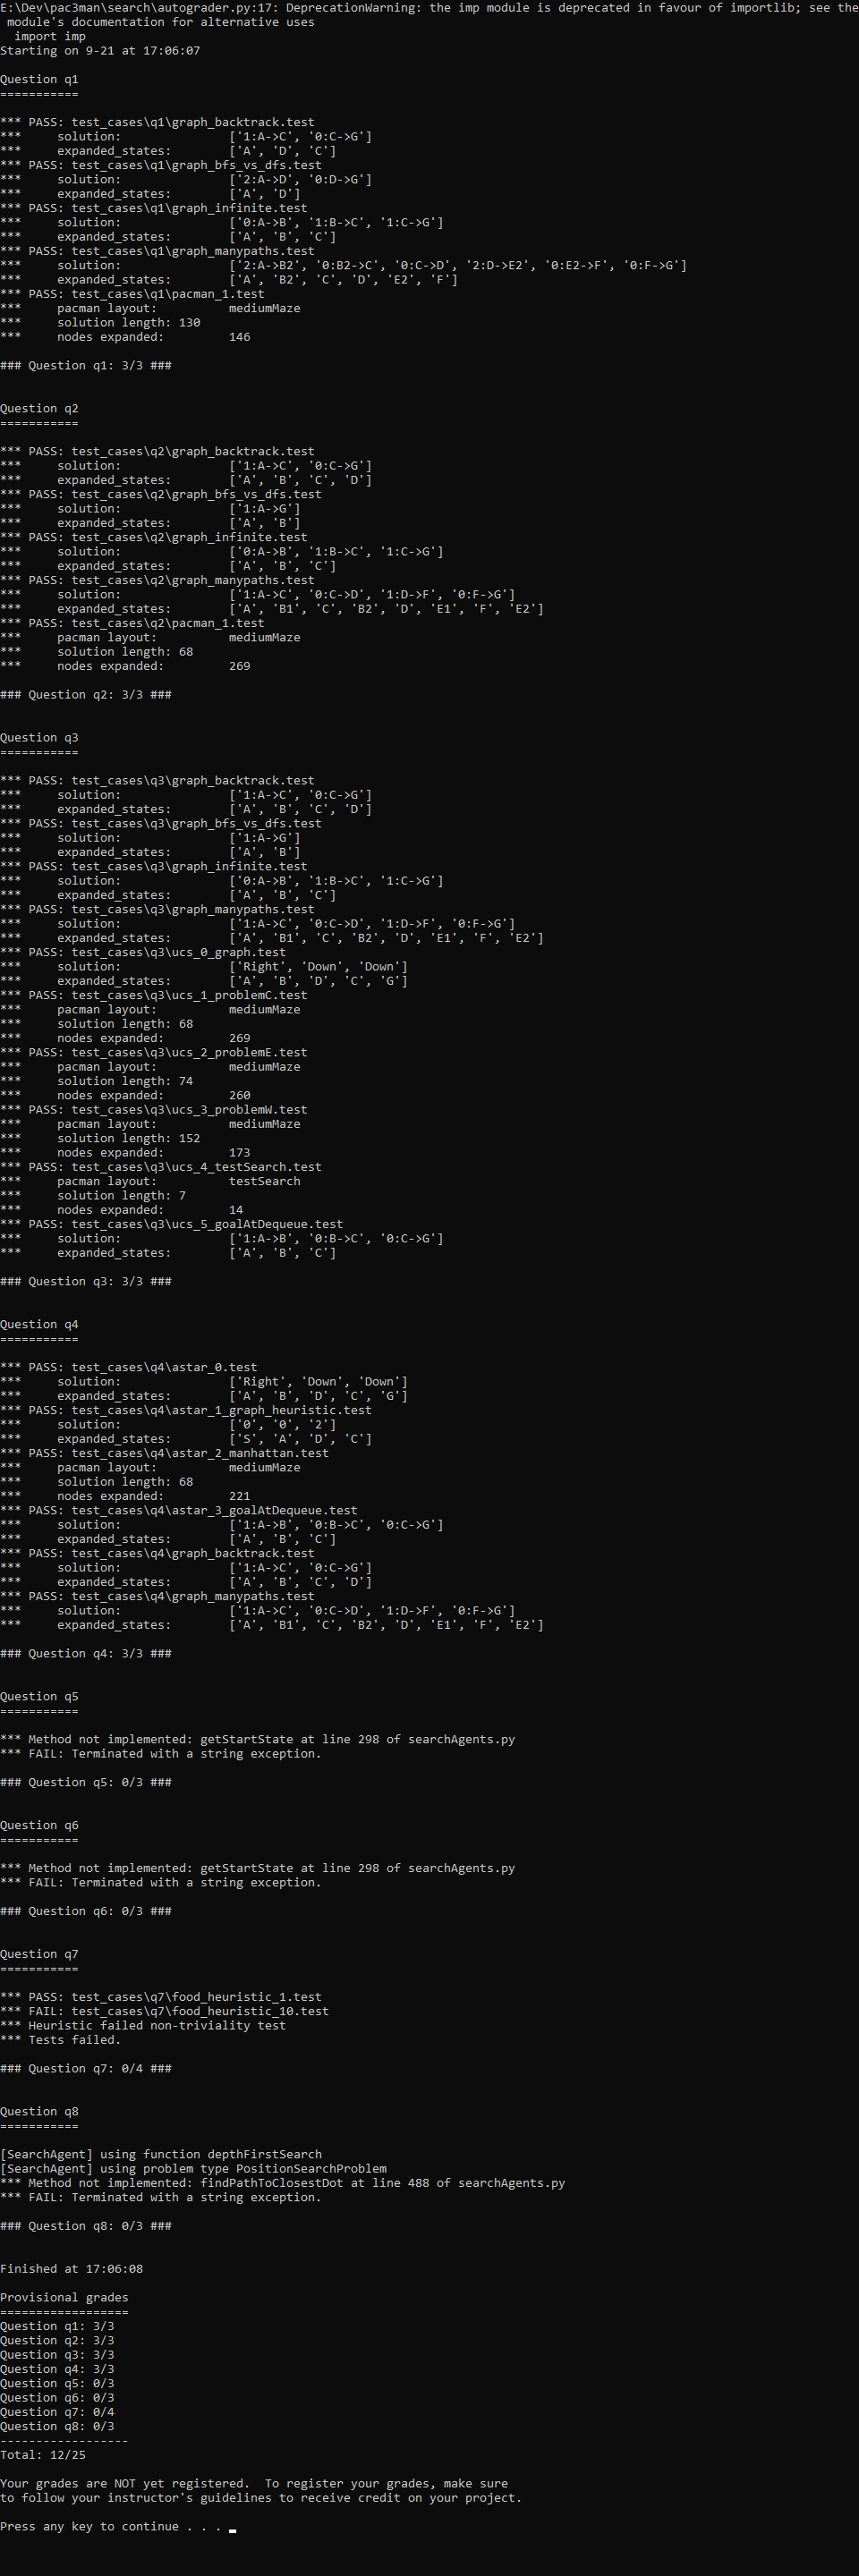 E:\Dev\pac3man\search\autograder.py:17: DeprecationWarning: the imp module is deprecated in favour of importlib; see the
module's documentation for alternative uses
  import imp
Starting on 9-21 at 17:06:07

Question q1
===========

*** PASS: test_cases\q1\graph_backtrack.test
***     solution:               ['1:A->C', '0:C->G']
***     expanded_states:        ['A', 'D', 'C']
*** PASS: test_cases\q1\graph_bfs_vs_dfs.test
***     solution:               ['2:A->D', '0:D->G']
***     expanded_states:        ['A', 'D']
*** PASS: test_cases\q1\graph_infinite.test
***     solution:               ['0:A->B', '1:B->C', '1:C->G']
***     expanded_states:        ['A', 'B', 'C']
*** PASS: test_cases\q1\graph_manypaths.test
***     solution:               ['2:A->B2', '0:B2->C', '0:C->D', '2:D->E2', '0:E2->F', '0:F->G']
***     expanded_states:        ['A', 'B2', 'C', 'D', 'E2', 'F']
*** PASS: test_cases\q1\pacman_1.test
***     pacman layout:          mediumMaze
***     solution length: 130
***     nodes expanded:         146

### Question q1: 3/3 ###


Question q2
===========

*** PASS: test_cases\q2\graph_backtrack.test
***     solution:               ['1:A->C', '0:C->G']
***     expanded_states:        ['A', 'B', 'C', 'D']
*** PASS: test_cases\q2\graph_bfs_vs_dfs.test
***     solution:               ['1:A->G']
***     expanded_states:        ['A', 'B']
*** PASS: test_cases\q2\graph_infinite.test
***     solution:               ['0:A->B', '1:B->C', '1:C->G']
***     expanded_states:        ['A', 'B', 'C']
*** PASS: test_cases\q2\graph_manypaths.test
***     solution:               ['1:A->C', '0:C->D', '1:D->F', '0:F->G']
***     expanded_states:        ['A', 'B1', 'C', 'B2', 'D', 'E1', 'F', 'E2']
*** PASS: test_cases\q2\pacman_1.test
***     pacman layout:          mediumMaze
***     solution length: 68
***     nodes expanded:         269

### Question q2: 3/3 ###


Question q3
===========

*** PASS: test_cases\q3\graph_backtrack.test
***     solution:               ['1:A->C', '0:C->G']
***     expanded_states:        ['A', 'B', 'C', 'D']
*** PASS: test_cases\q3\graph_bfs_vs_dfs.test
***     solution:               ['1:A->G']
***     expanded_states:        ['A', 'B']
*** PASS: test_cases\q3\graph_infinite.test
***     solution:               ['0:A->B', '1:B->C', '1:C->G']
***     expanded_states:        ['A', 'B', 'C']
*** PASS: test_cases\q3\graph_manypaths.test
***     solution:               ['1:A->C', '0:C->D', '1:D->F', '0:F->G']
***     expanded_states:        ['A', 'B1', 'C', 'B2', 'D', 'E1', 'F', 'E2']
*** PASS: test_cases\q3\ucs_0_graph.test
***     solution:               ['Right', 'Down', 'Down']
***     expanded_states:        ['A', 'B', 'D', 'C', 'G']
*** PASS: test_cases\q3\ucs_1_problemC.test
***     pacman layout:          mediumMaze
***     solution length: 68
***     nodes expanded:         269
*** PASS: test_cases\q3\ucs_2_problemE.test
***     pacman layout:          mediumMaze
***     solution length: 74
***     nodes expanded:         260
*** PASS: test_cases\q3\ucs_3_problemW.test
***     pacman layout:          mediumMaze
***     solution length: 152
***     nodes expanded:         173
*** PASS: test_cases\q3\ucs_4_testSearch.test
***     pacman layout:          testSearch
***     solution length: 7
***     nodes expanded:         14
*** PASS: test_cases\q3\ucs_5_goalAtDequeue.test
***     solution:               ['1:A->B', '0:B->C', '0:C->G']
***     expanded_states:        ['A', 'B', 'C']

### Question q3: 3/3 ###


Question q4
===========

*** PASS: test_cases\q4\astar_0.test
***     solution:               ['Right', 'Down', 'Down']
***     expanded_states:        ['A', 'B', 'D', 'C', 'G']
*** PASS: test_cases\q4\astar_1_graph_heuristic.test
***     solution:               ['0', '0', '2']
***     expanded_states:        ['S', 'A', 'D', 'C']
*** PASS: test_cases\q4\astar_2_manhattan.test
***     pacman layout:          mediumMaze
***     solution length: 68
***     nodes expanded:         221
*** PASS: test_cases\q4\astar_3_goalAtDequeue.test
***     solution:               ['1:A->B', '0:B->C', '0:C->G']
***     expanded_states:        ['A', 'B', 'C']
*** PASS: test_cases\q4\graph_backtrack.test
***     solution:               ['1:A->C', '0:C->G']
***     expanded_states:        ['A', 'B', 'C', 'D']
*** PASS: test_cases\q4\graph_manypaths.test
***     solution:               ['1:A->C', '0:C->D', '1:D->F', '0:F->G']
***     expanded_states:        ['A', 'B1', 'C', 'B2', 'D', 'E1', 'F', 'E2']

### Question q4: 3/3 ###


Question q5
===========

*** Method not implemented: getStartState at line 298 of searchAgents.py
*** FAIL: Terminated with a string exception.

### Question q5: 0/3 ###


Question q6
===========

*** Method not implemented: getStartState at line 298 of searchAgents.py
*** FAIL: Terminated with a string exception.

### Question q6: 0/3 ###


Question q7
===========

*** PASS: test_cases\q7\food_heuristic_1.test
*** FAIL: test_cases\q7\food_heuristic_10.test
*** Heuristic failed non-triviality test
*** Tests failed.

### Question q7: 0/4 ###


Question q8
===========

[SearchAgent] using function depthFirstSearch
[SearchAgent] using problem type PositionSearchProblem
*** Method not implemented: findPathToClosestDot at line 488 of searchAgents.py
*** FAIL: Terminated with a string exception.

### Question q8: 0/3 ###


Finished at 17:06:08

Provisional grades
==================
Question q1: 3/3
Question q2: 3/3
Question q3: 3/3
Question q4: 3/3
Question q5: 0/3
Question q6: 0/3
Question q7: 0/4
Question q8: 0/3
------------------
Total: 12/25

Your grades are NOT yet registered.  To register your grades, make sure
to follow your instructor's guidelines to receive credit on your project.

Press any key to continue . . .